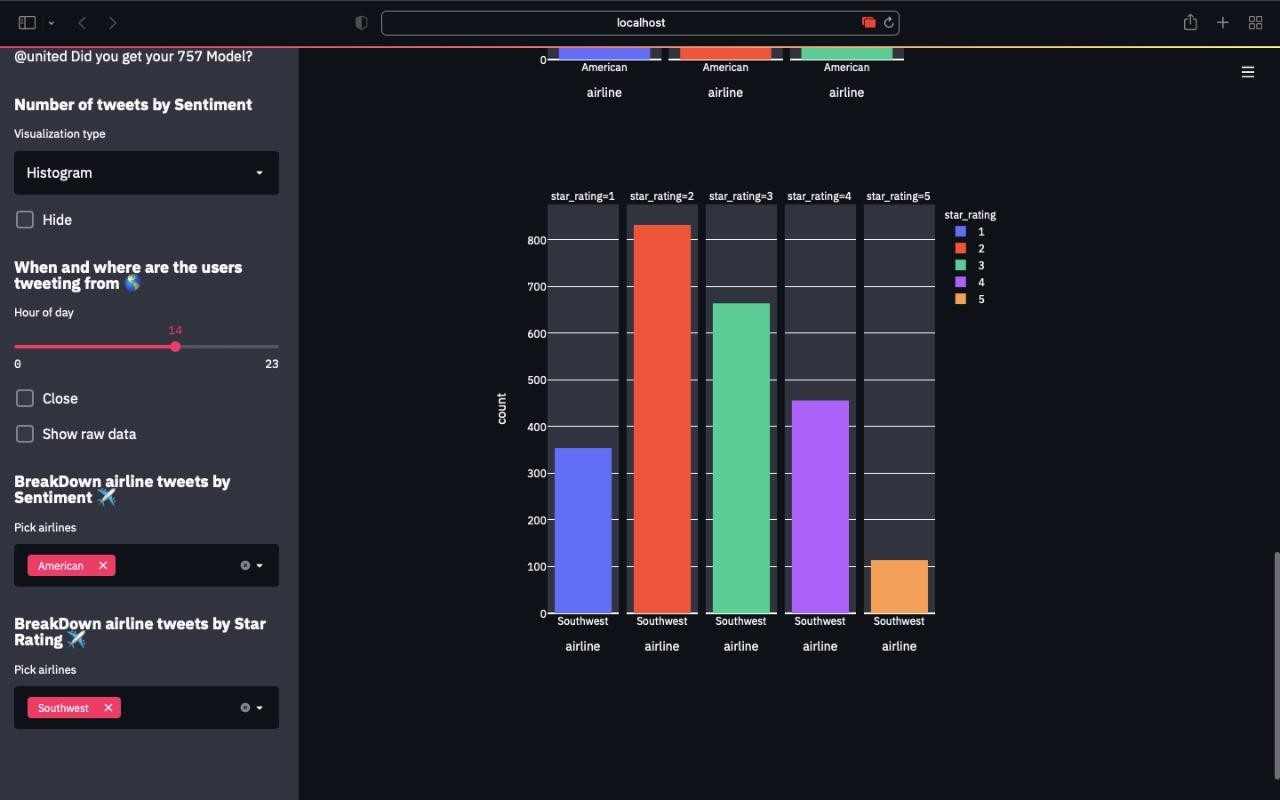 localhost
@united Did you get your 757 Model?
Number of tweets by Sentiment
Visualization type
Histogram
Hide
When and where are the users
tweeting from 🌎
Hour of day
14
0
23
Close
Show raw data
BreakDown airline tweets by
Sentiment ✈️
Pick airlines
American
BreakDown airline tweets by Star
Rating ✈️
Pick airlines
Southwest
0
American American American
airline airline airline
star_rating=1 star_rating=2 star_rating=3 star_rating=4 star_rating=5
star_rating
1
2
3
4
5
800
700
600
500
400
300
200
100
0
count
Southwest Southwest Southwest Southwest Southwest
airline airline airline airline airline